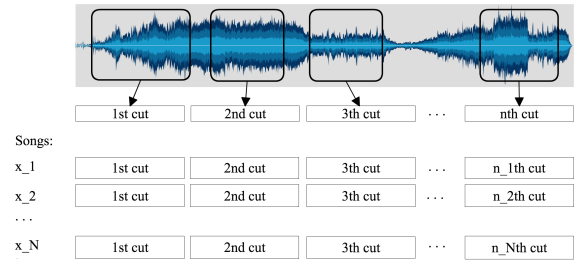 1st cut 2nd cut 3th cut . . . nth cut
Songs:
x_1 1st cut 2nd cut 3th cut . . . n_1th cut
x_2 1st cut 2nd cut 3th cut . . . n_2th cut
. . .
x_N 1st cut 2nd cut 3th cut . . . n_Nth cut